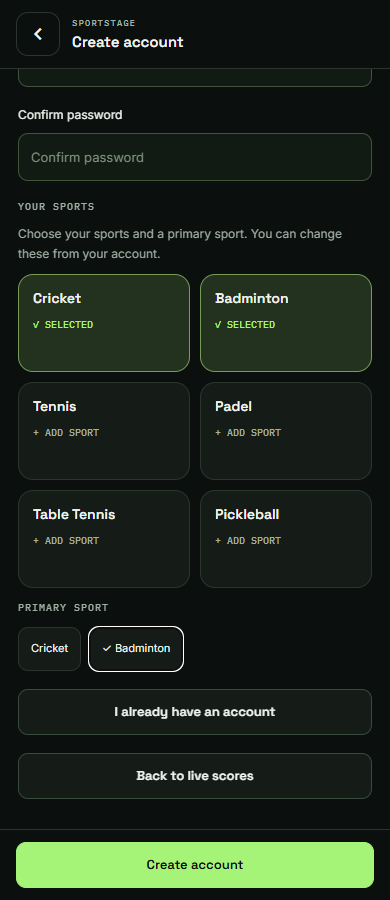 SPORTSTAGE
Create account
Confirm password
Confirm password
YOUR SPORTS
Choose your sports and a primary sport. You can change
these from your account.
Cricket
✓ SELECTED
Badminton
✓ SELECTED
Tennis
+ ADD SPORT
Padel
+ ADD SPORT
Table Tennis
+ ADD SPORT
Pickleball
+ ADD SPORT
PRIMARY SPORT
Cricket
✓ Badminton
I already have an account
Back to live scores
Create account